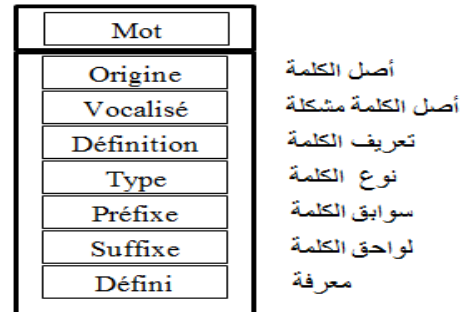 Mot
Origine أصل الكلمة
Vocalisé أصل الكلمة مشكلة
Définition تعريف الكلمة
Type نوع الكلمة
Préfixe سوابق الكلمة
Suffixe لواحق الكلمة
Défini معرفة